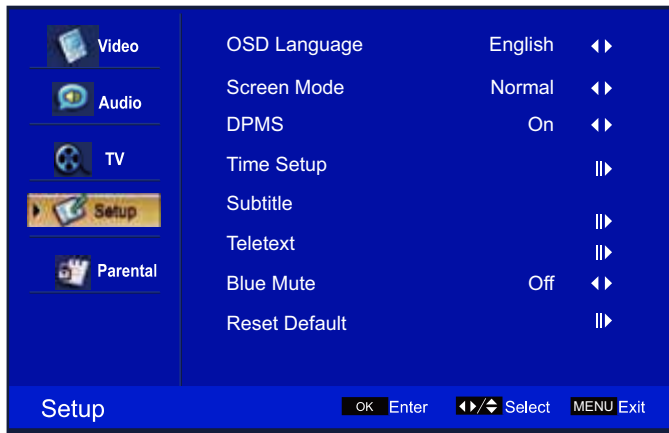 Video
Audio
TV
Setup
Parental
OSD Language English
Screen Mode Normal
DPMS On
Time Setup
Subtitle
Teletext
Blue Mute Off
Reset Default
Setup OK Enter Select MENU Exit